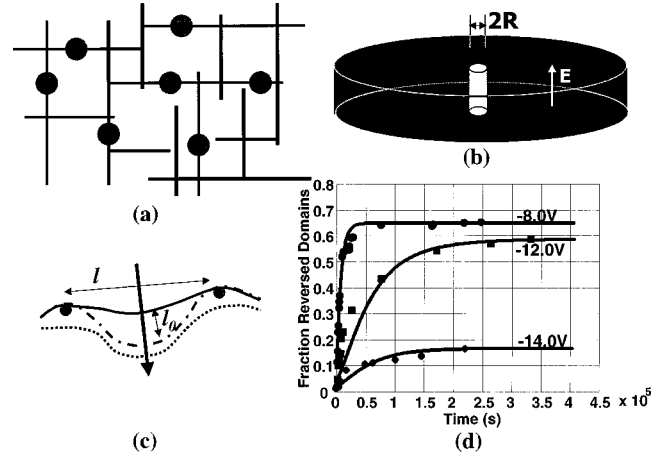 (a)
2R
E
(b)
l
l₀
(c)
Fraction Reversed Domains
0.8
0.7
0.6
0.5
0.4
0.3
0.2
0.1
0
-8.0V
-12.0V
-14.0V
0 0.5 1 1.5 2 2.5 3 3.5 4 4.5 × 10⁵
Time (s)
(d)